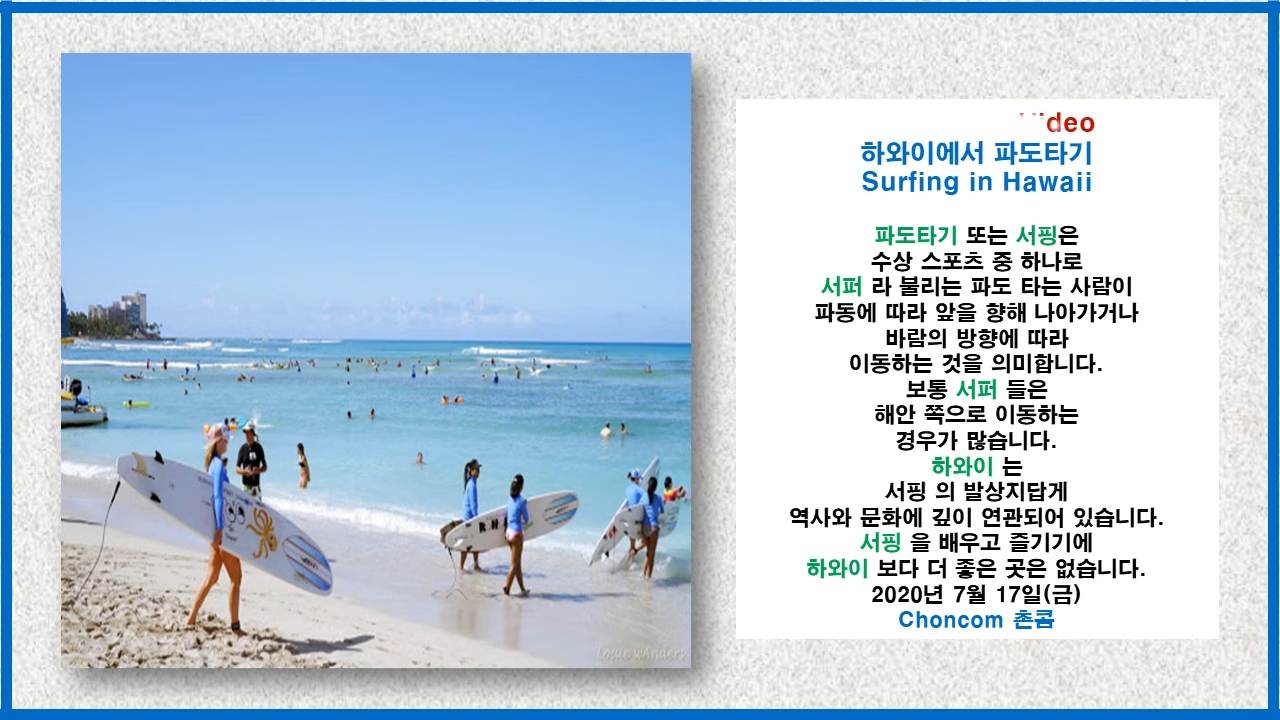 하와이에서 파도타기
Surfing in Hawaii
파도타기 또는 서핑은
수상 스포츠 중 하나로
서퍼 라 불리는 파도 타는 사람이
파동에 따라 앞을 향해 나아가거나
바람의 방향에 따라
이동하는 것을 의미합니다.
보통 서퍼 들은
해안 쪽으로 이동하는
경우가 많습니다.
하와이 는
서핑 의 발상지답게
역사와 문화에 깊이 연관되어 있습니다.
서핑 을 배우고 즐기기에
하와이 보다 더 좋은 곳은 없습니다.
2020년 7월 17일(금)
Choncom 촌콤